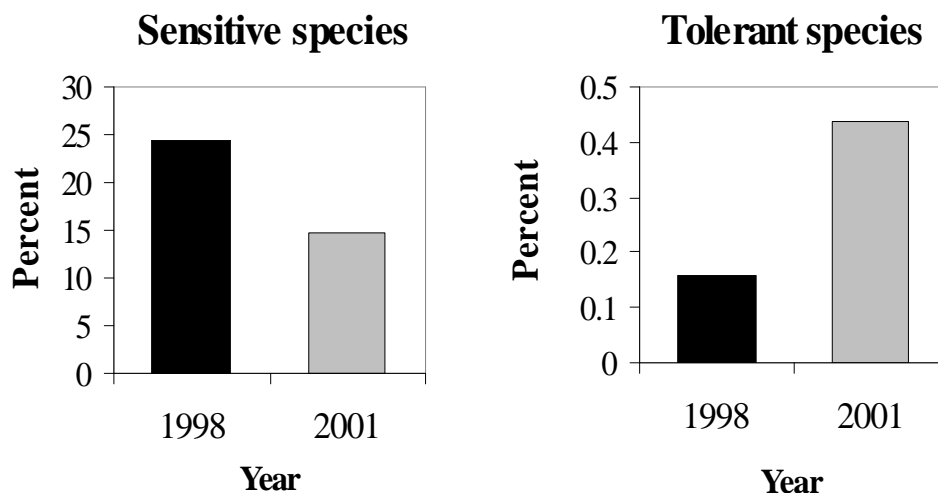 Sensitive species
30
25
20
15
10
5
0
Percent
1998 2001
Year
Tolerant species
0.5
0.4
0.3
0.2
0.1
0
Percent
1998 2001
Year